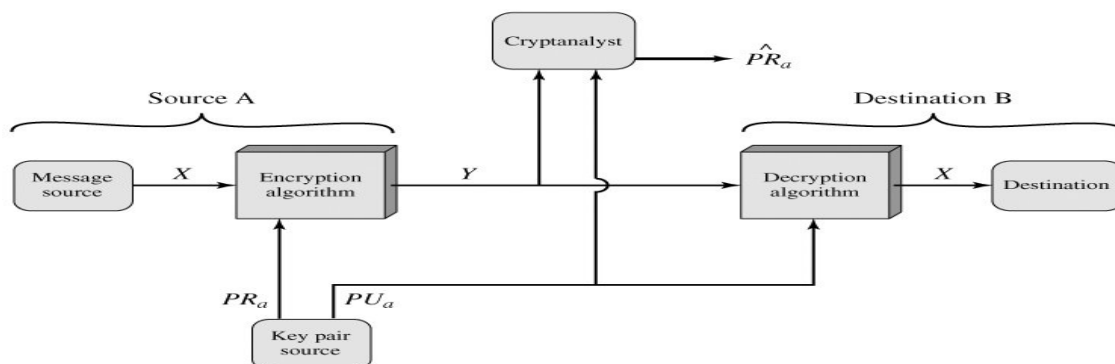 Cryptanalyst
P̂R_a
Source A
Destination B
Message
source
X
Encryption
algorithm
Y
Decryption
algorithm
X
Destination
PR_a
PU_a
Key pair
source